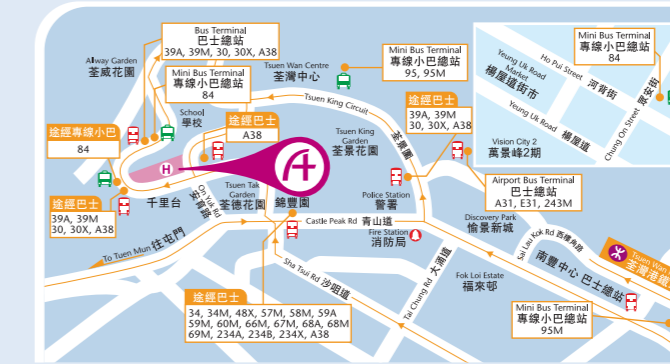 Bus Terminal
巴士總站
39A, 39M, 30, 30X, A38
Allway Garden
荃威花園
Mini Bus Terminal
專線小巴總站
84
School
學校
途經專線小巴
84
途經巴士
A38
H
千里台
途經巴士
39A, 39M
30, 30X, A38
On Yuk Rd
安育路
Tsuen Tak
Garden
荃德花園
錦豐園
Tsuen Wan Centre
荃灣中心
Mini Bus Terminal
專線小巴總站
95, 95M
Tsuen King Circuit
Tsuen King
Garden
荃景花園
荃景圍
途經巴士
39A, 39M
30, 30X, A38
Police Station
警署
Castle Peak Rd 青山道
Fire Station
消防局
To Tuen Mun 往屯門
Sha Tsui Rd 沙咀道
Tai Chung Rd 大涌道
途經巴士
34, 34M, 48X, 57M, 58M, 59A
59M, 60M, 66M, 67M, 68A, 68M
69M, 234A, 234B, 234X, A38
Yeung Uk Road
Market
楊屋道街市
Ho Pui Street 河背街
Yeung Uk Road 楊屋道
Mini Bus Terminal
專線小巴總站
84
Chung On Street 眾安街
Vision City 2
萬景峰2期
Airport Bus Terminal
巴士總站
A31, E31, 243M
Discovery Park
愉景新城
Sai Lau Kok Rd 西樓角路
Fok Loi Estate
福來邨
南豐中心 巴士總站
Tsuen Wan
荃灣港鐵
Mini Bus Terminal
專線小巴總站
95M